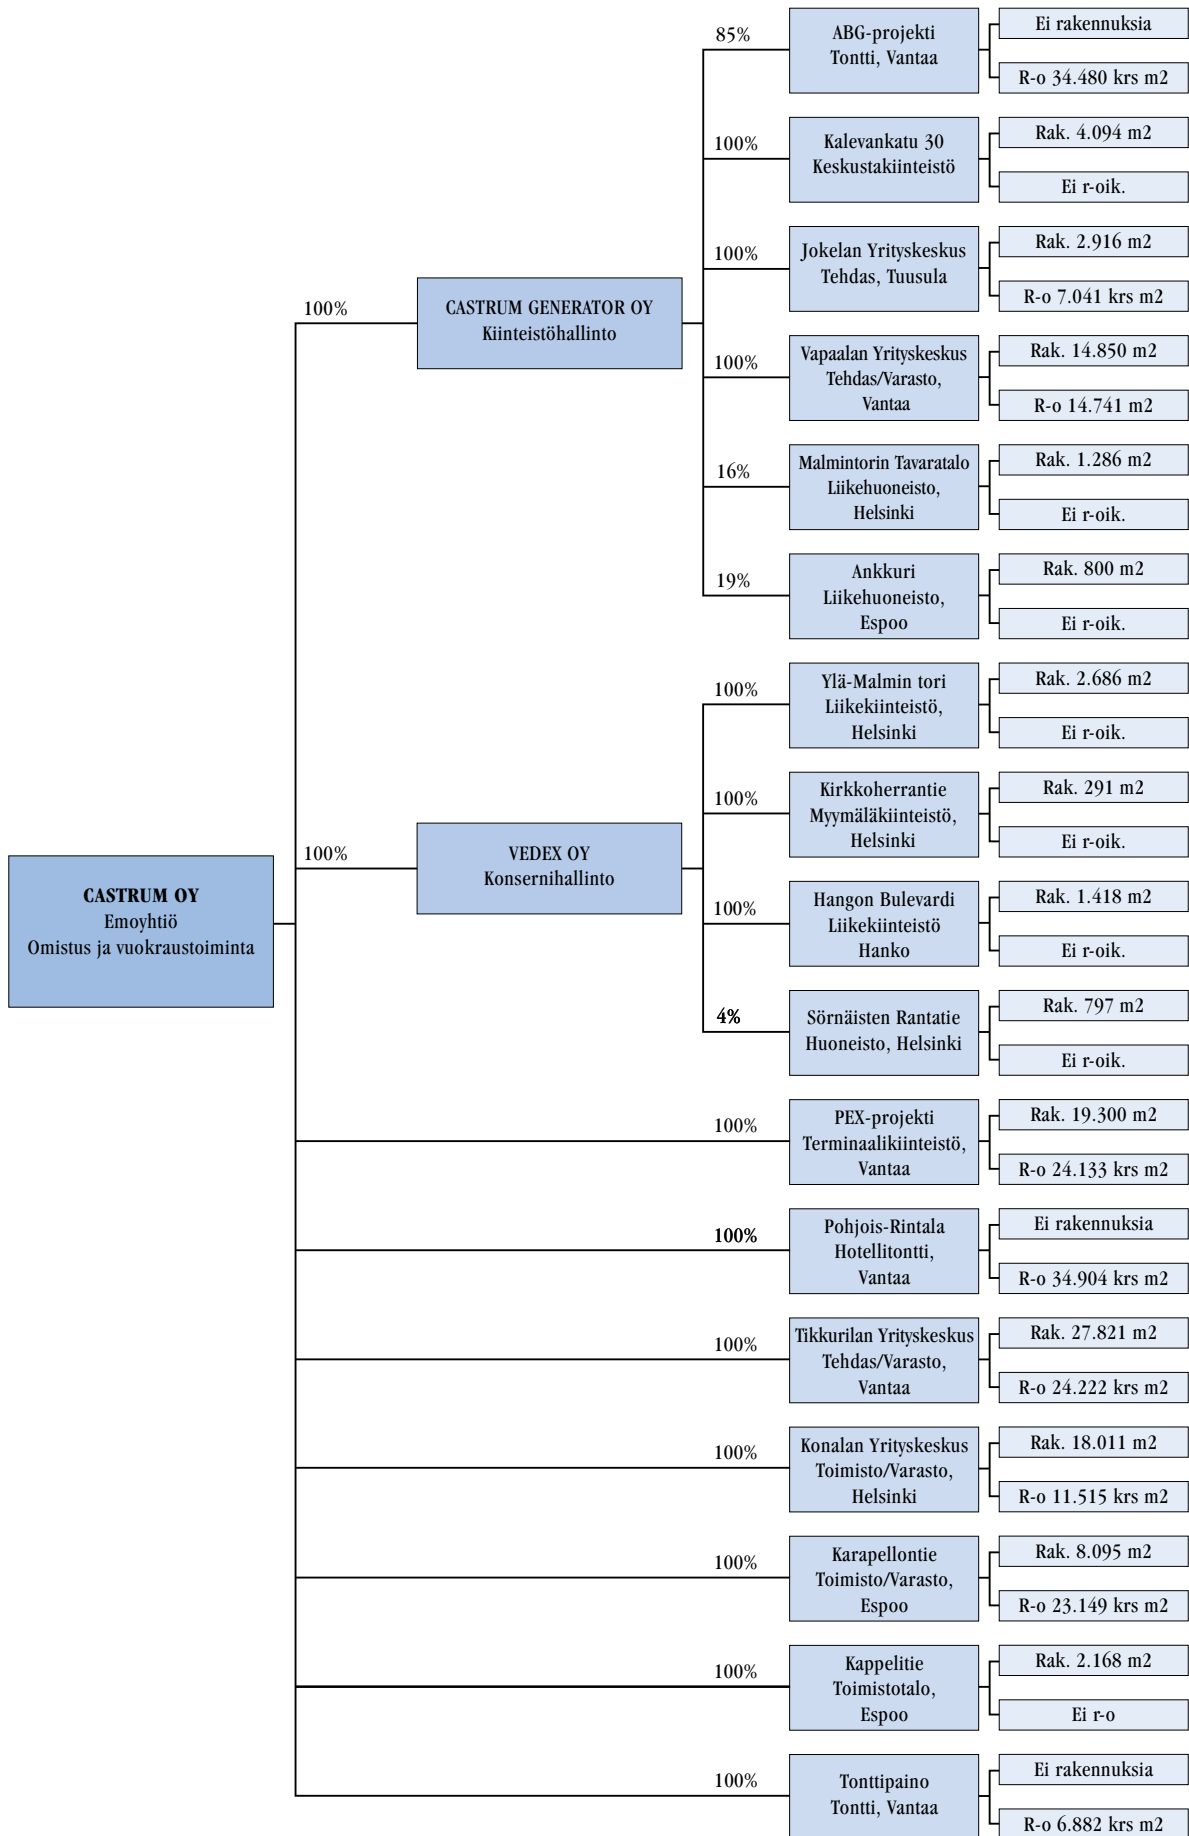 85%
ABG-projekti
Tontti, Vantaa
Ei rakennuksia
R-o 34.480 krs m2
100%
Kalevankatu 30
Keskustakiinteistö
Rak. 4.094 m2
Ei r-oik.
100%
Jokelan Yrityskeskus
Tehdas, Tuusula
Rak. 2.916 m2
R-o 7.041 krs m2
100%
CASTRUM GENERATOR OY
Kiinteistöhallinto
100%
Vapaalan Yrityskeskus
Tehdas/Varasto,
Vantaa
Rak. 14.850 m2
R-o 14.741 m2
16%
Malmintorin Tavaratalo
Liikehuoneisto,
Helsinki
Rak. 1.286 m2
Ei r-oik.
19%
Ankkuri
Liikehuoneisto,
Espoo
Rak. 800 m2
Ei r-oik.
100%
Ylä-Malmin tori
Liikekiinteistö,
Helsinki
Rak. 2.686 m2
Ei r-oik.
100%
Kirkkoherrantie
Myymäläkiinteistö,
Helsinki
Rak. 291 m2
Ei r-oik.
100%
VEDEX OY
Konsernihallinto
CASTRUM OY
Emoyhtiö
Omistus ja vuokraustoiminta
100%
Hangon Bulevardi
Liikekiinteistö
Hanko
Rak. 1.418 m2
Ei r-oik.
4%
Sörnäisten Rantatie
Huoneisto, Helsinki
Rak. 797 m2
Ei r-oik.
100%
PEX-projekti
Terminaalikiinteistö,
Vantaa
Rak. 19.300 m2
R-o 24.133 krs m2
100%
Pohjois-Rintala
Hotellitontti,
Vantaa
Ei rakennuksia
R-o 34.904 krs m2
100%
Tikkurilan Yrityskeskus
Tehdas/Varasto,
Vantaa
Rak. 27.821 m2
R-o 24.222 krs m2
100%
Konalan Yrityskeskus
Toimisto/Varasto,
Helsinki
Rak. 18.011 m2
R-o 11.515 krs m2
100%
Karapellontie
Toimisto/Varasto,
Espoo
Rak. 8.095 m2
R-o 23.149 krs m2
100%
Kappelitie
Toimistotalo,
Espoo
Rak. 2.168 m2
Ei r-o
100%
Tonttipaino
Tontti, Vantaa
Ei rakennuksia
R-o 6.882 krs m2